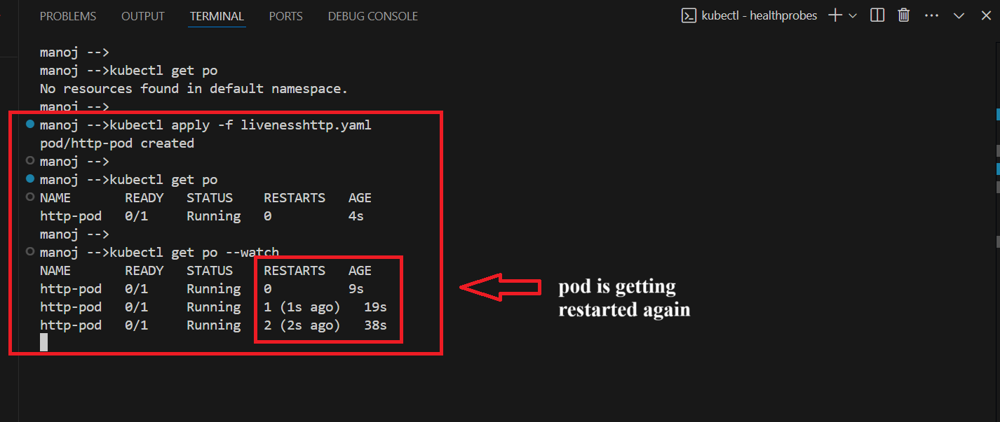 PROBLEMS OUTPUT TERMINAL PORTS DEBUG CONSOLE kubectl - healthprobes
manoj -->
manoj -->kubectl get po
No resources found in default namespace.
manoj -->
manoj -->kubectl apply -f livenesshttp.yaml
pod/http-pod created
manoj -->
manoj -->kubectl get po
NAME READY STATUS RESTARTS AGE
http-pod 0/1 Running 0 4s
manoj -->
manoj -->kubectl get po --watch
NAME READY STATUS RESTARTS AGE
http-pod 0/1 Running 0 9s
http-pod 0/1 Running 1 (1s ago) 19s
http-pod 0/1 Running 2 (2s ago) 38s
pod is getting
restarted again